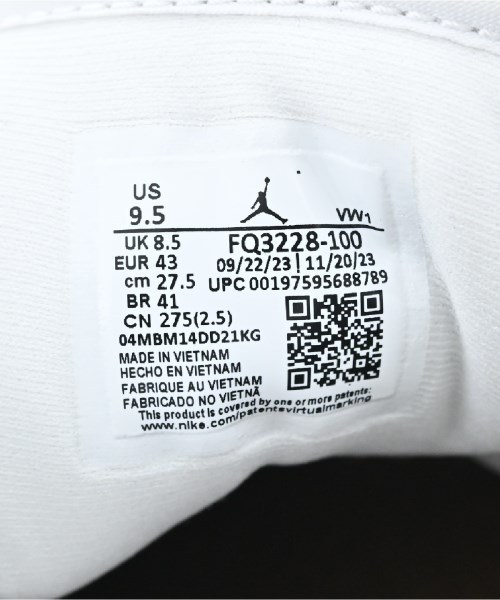 US
9.5
VW1
UK 8.5
FQ3228-100
EUR 43
09/22/23 | 11/20/23
cm 27.5
UPC 00197595688789
BR 41
CN 275(2.5)
04MBM14DD21KG
MADE IN VIETNAM
HECHO EN VIETNAM
FABRIQUE AU VIETNAM
FABRICADO NO VIETNÃ
This product is covered by one or more patents:
www.nike.com/patentsvirtualmarking